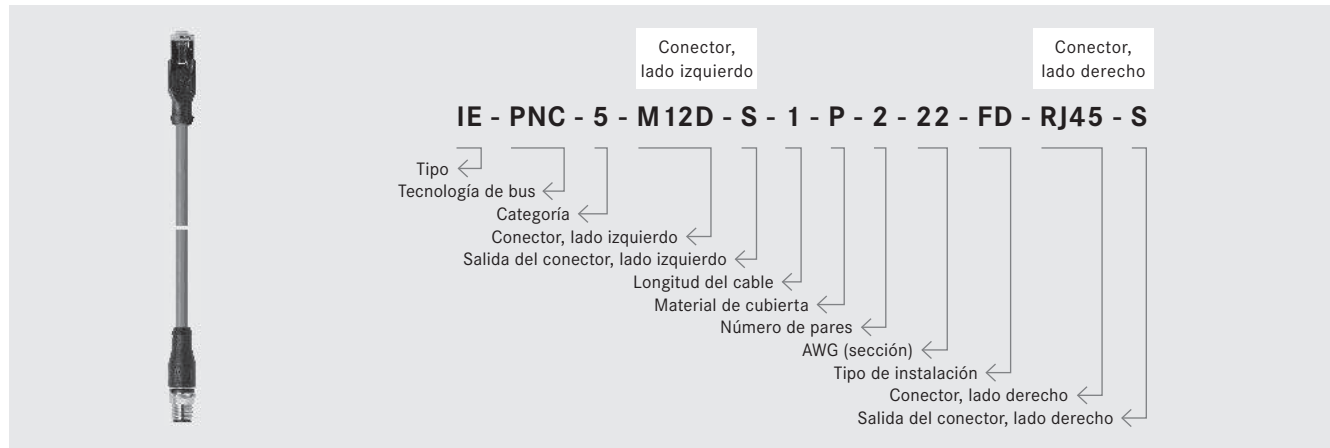 Conector,
lado izquierdo
Conector,
lado derecho
IE - PNC - 5 - M12D - S - 1 - P - 2 - 22 - FD - RJ45 - S
Tipo
Tecnología de bus
Categoría
Conector, lado izquierdo
Salida del conector, lado izquierdo
Longitud del cable
Material de cubierta
Número de pares
AWG (sección)
Tipo de instalación
Conector, lado derecho
Salida del conector, lado derecho